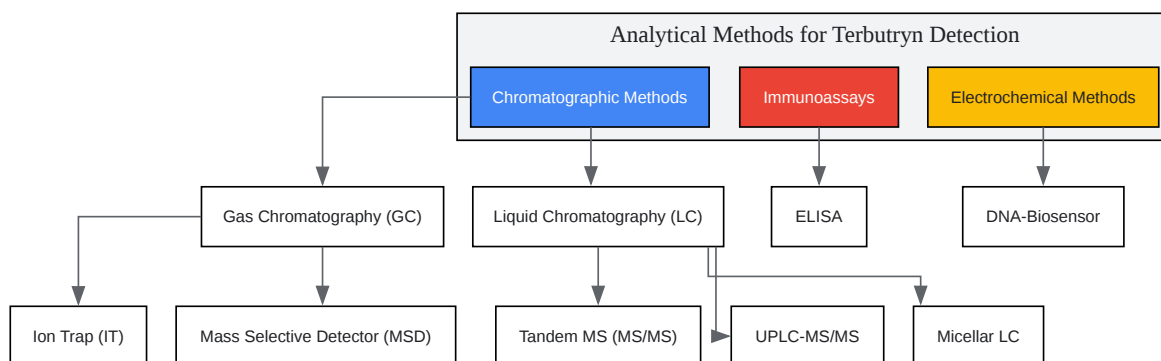 Analytical Methods for Terbutryn Detection
Chromatographic Methods
Immunoassays
Electrochemical Methods
Gas Chromatography (GC)
Liquid Chromatography (LC)
ELISA
DNA-Biosensor
Ion Trap (IT)
Mass Selective Detector (MSD)
Tandem MS (MS/MS)
UPLC-MS/MS
Micellar LC